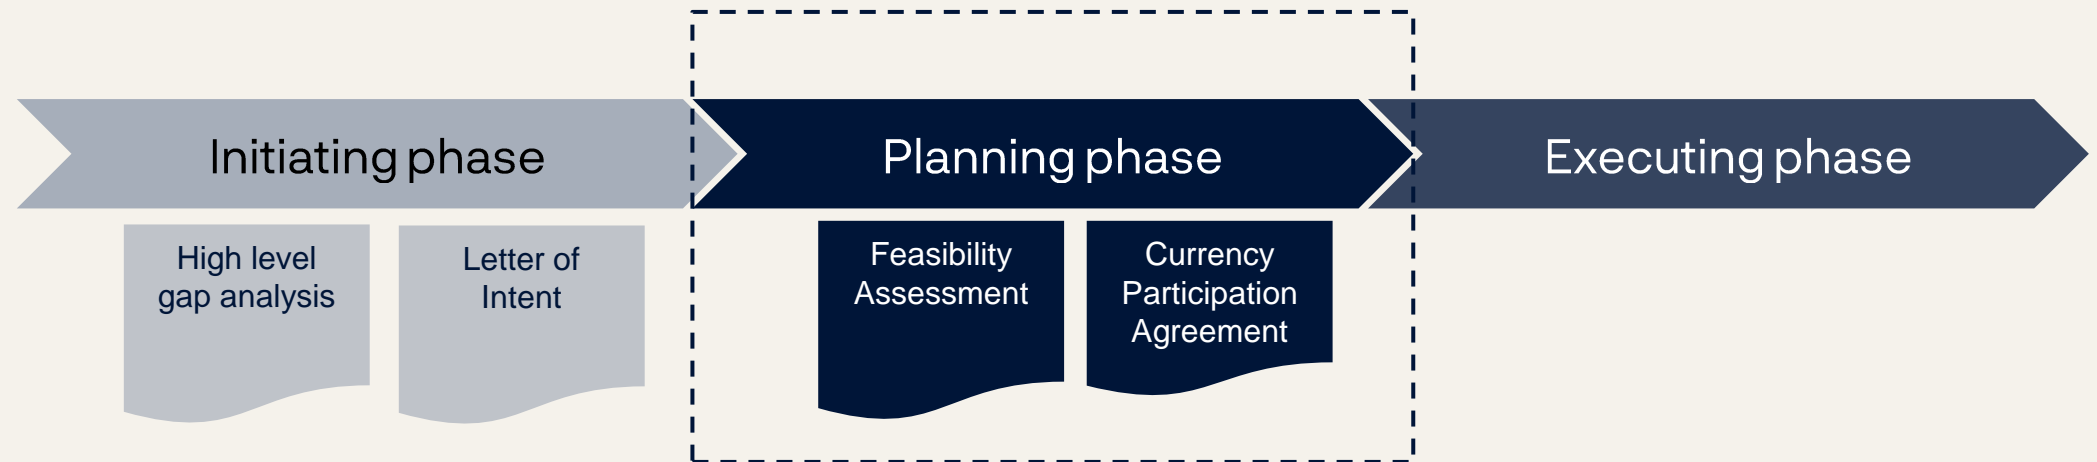 Initiating phase
Planning phase
Executing phase
High level
gap analysis
Letter of
Intent
Feasibility
Assessment
Currency
Participation
Agreement